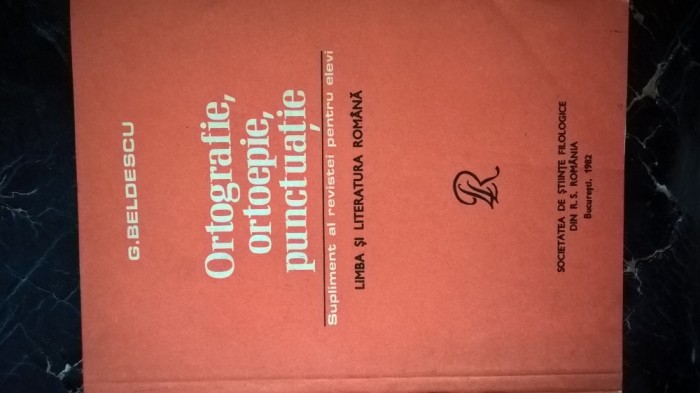 G. BELDESCU
Ortografie,
ortoepie,
punctuație
Supliment al revistei pentru elevi
LIMBA ȘI LITERATURA ROMÂNĂ
LR
SOCIETATEA DE ȘTIINȚE FILOLOGICE
DIN R. S. ROMÂNIA
București, 1982